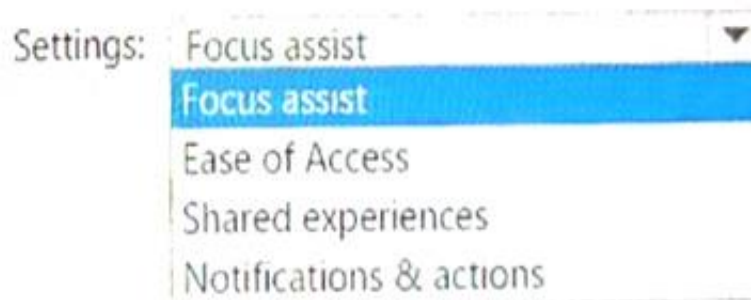 Settings: Focus assist
Focus assist
Ease of Access
Shared experiences
Notifications & actions